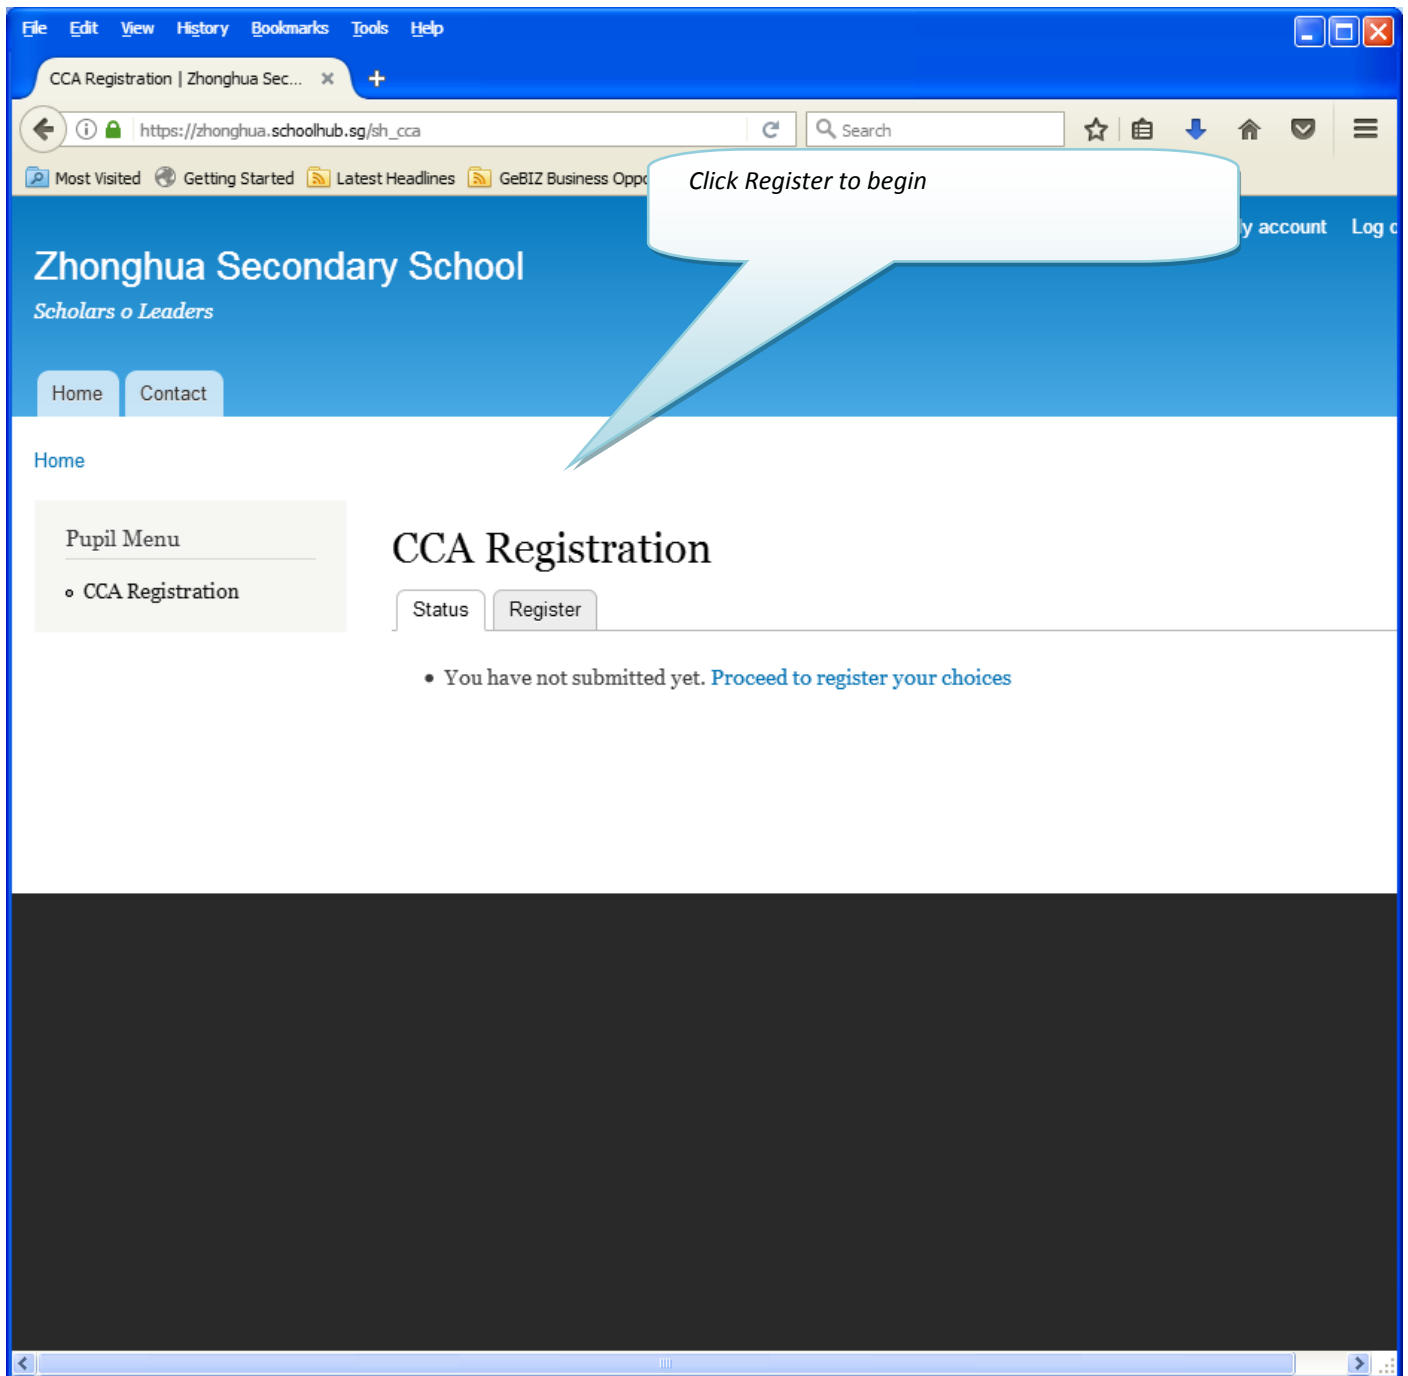 File Edit View History Bookmarks Tools Help
CCA Registration | Zhonghua Sec...
https://zhonghua.schoolhub.sg/sh_cca Search
Most Visited Getting Started Latest Headlines GeBIZ Business
Click Register to begin
account Log
Zhonghua Secondary School
Scholars o Leaders
Home Contact
Home
Pupil Menu
CCA Registration
CCA Registration
Status Register
You have not submitted yet. Proceed to register your choices